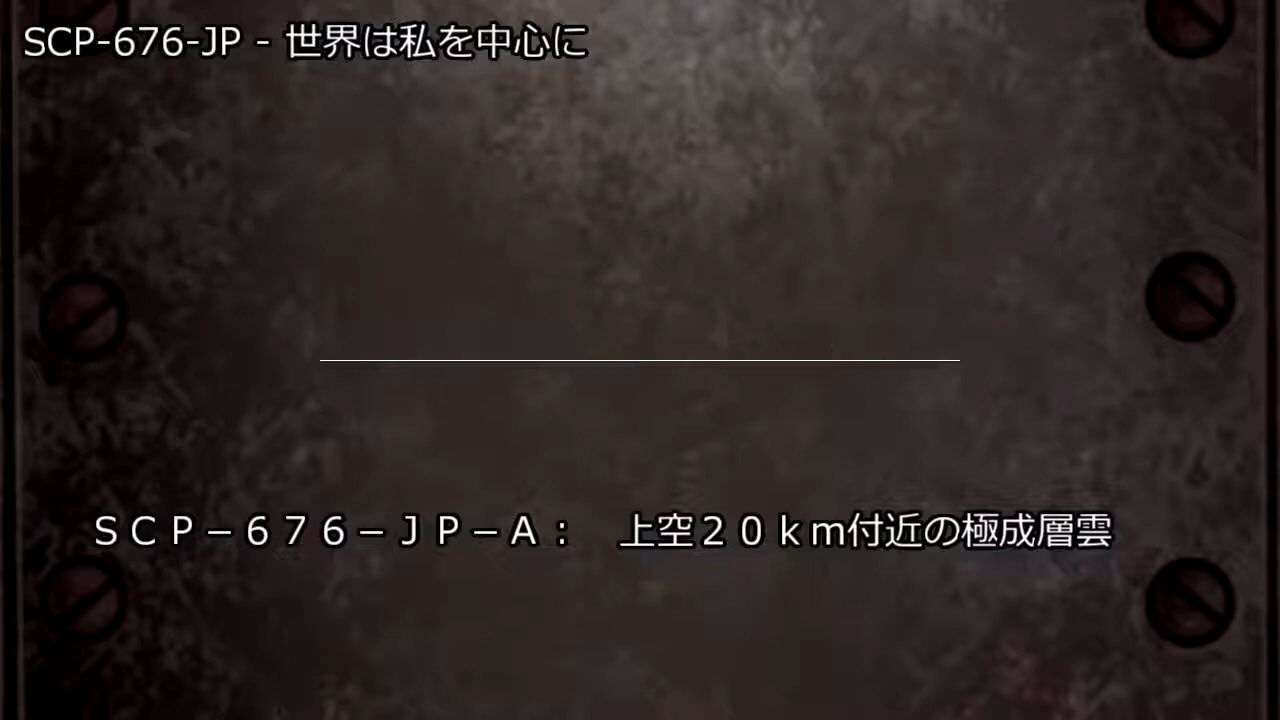 SCP-676-JP - 世界は私を中心に
ＳＣＰ－６７６－ＪＰ－Ａ：　上空２０ｋｍ付近の極成層雲